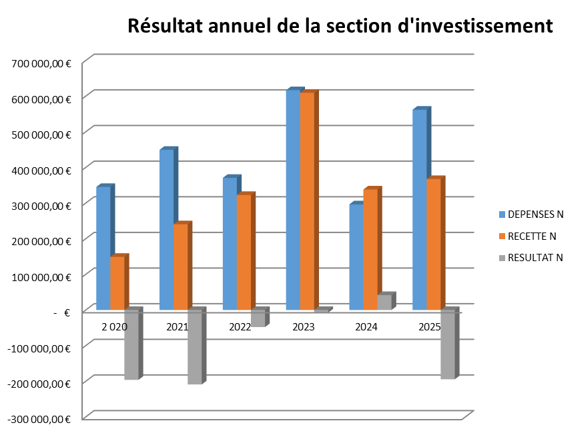 Résultat annuel de la section d'investissement
700 000,00 €
600 000,00 €
500 000,00 €
400 000,00 €
300 000,00 €
200 000,00 €
100 000,00 €
- €
-100 000,00 €
-200 000,00 €
-300 000,00 €
2 020 2021 2022 2023 2024 2025
DEPENSES N
RECETTE N
RESULTAT N